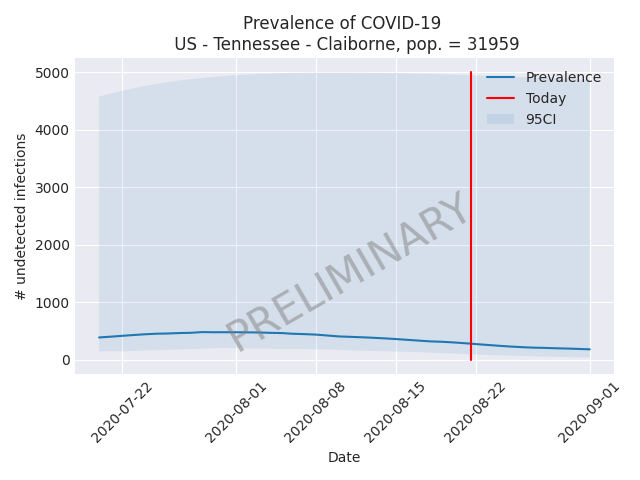 Prevalence of COVID-19
US - Tennessee - Claiborne, pop. = 31959
# undetected infections
5000
4000
3000
2000
1000
0
Prevalence
Today
95CI
PRELIMINARY
2020-07-22
2020-08-01
2020-08-08
2020-08-15
2020-08-22
2020-09-01
Date